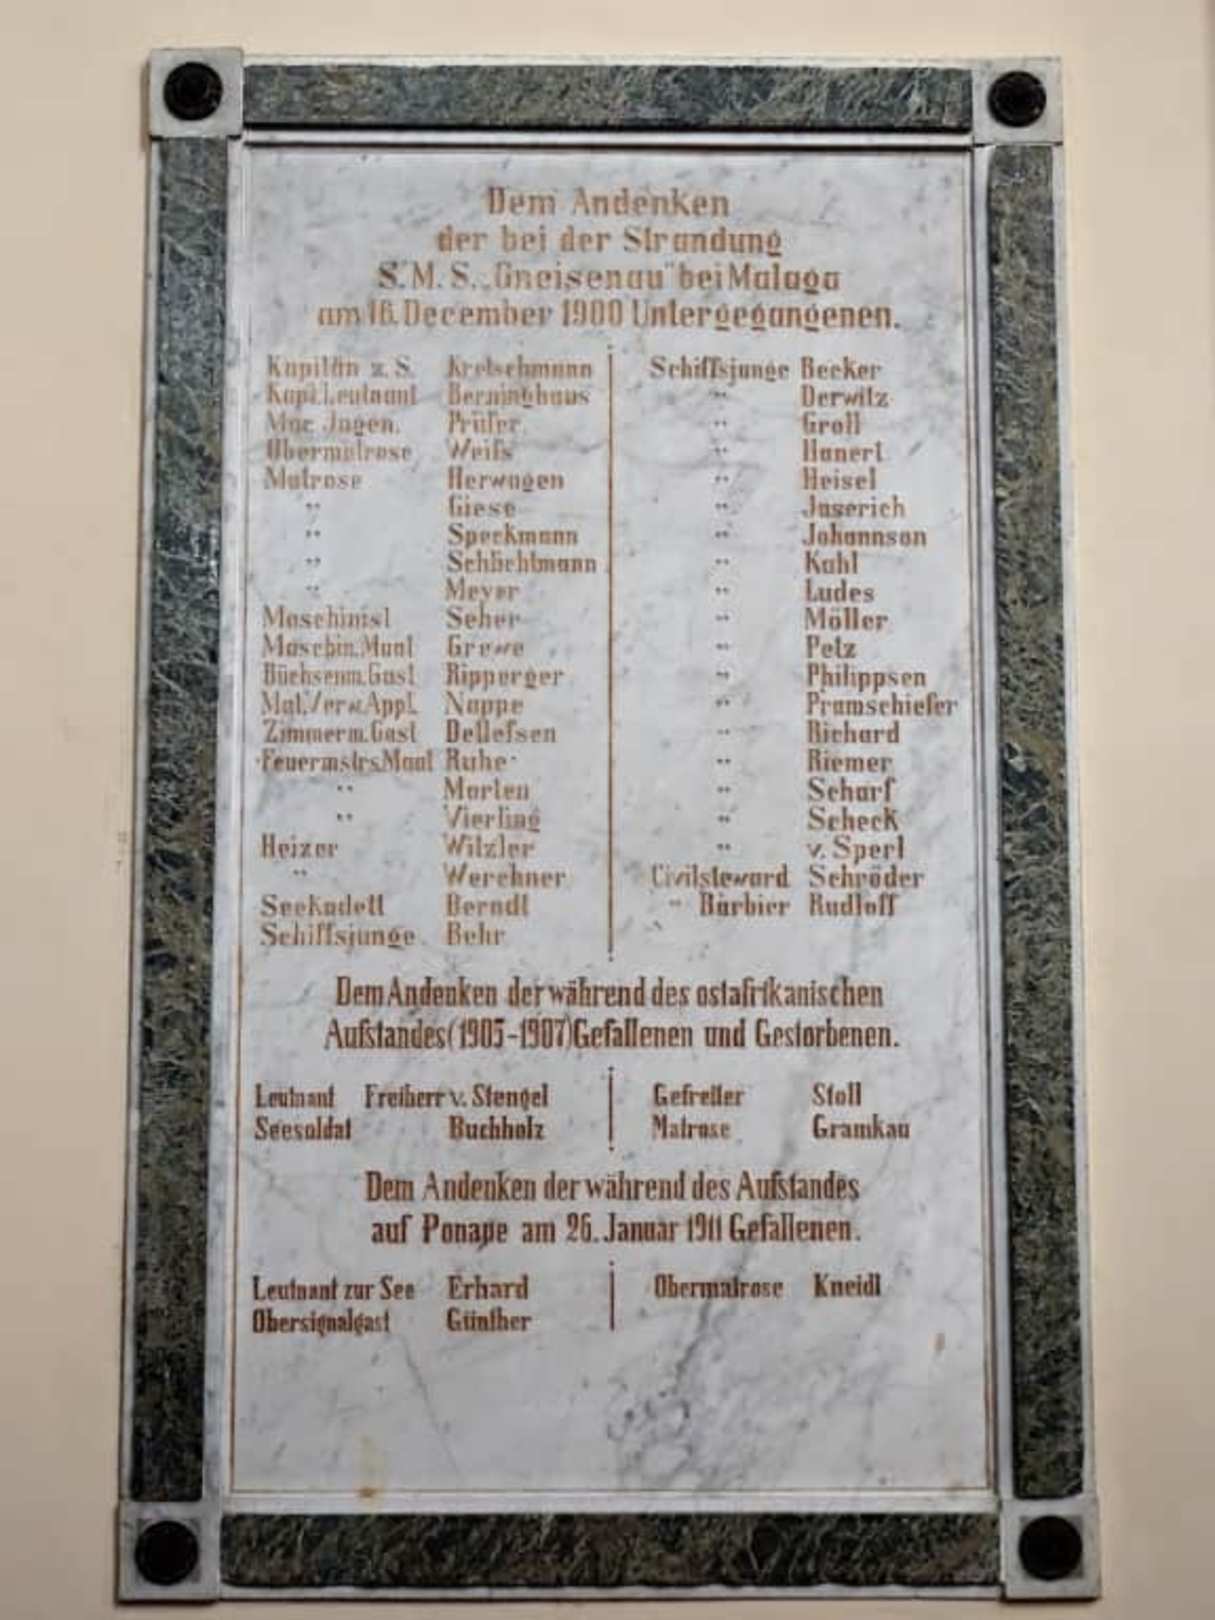 Dem Andenken
der bei der Strandung
S.M.S. „Gneisenau" bei Malaga
am 16. December 1900 Untergegangenen.
Kapitän z. S. Kretschmann
Kapt. Leutnant Berninghaus
Mar. Ingen. Prüfer
Obermatrose Weifs
Matrose Herwagen
" Giese
" Speckmann
" Schlichtmann
" Meyer
Maschinist Seher
Maschin. Maat Grewe
Büchsenm. Gast Ripperger
Mat. Verw. Appl. Nappe
Zimmerm. Gast Detlefsen
Feuermstrs. Maat Ruhe
" Marten
" Vierling
Heizer Witzler
" Werchner
Seekadett Berndt
Schiffsjunge Behr
Schiffsjunge Becker
" Derwitz
" Groll
" Hanert
" Heisel
" Jaserich
" Johannson
" Kahl
" Ludes
" Möller
" Petz
" Philippsen
" Pramschiefer
" Richard
" Riemer
" Scharf
" Scheck
" v. Sperl
Civilsteward Schröder
" Barbier Rudloff
Dem Andenken der während des ostafrikanischen
Aufstandes (1905-1907) Gefallenen und Gestorbenen.
Leutnant Freiherr v. Stengel
Seesoldat Buchholz
Gefreiter Stoll
Matrose Gramkau
Dem Andenken der während des Aufstandes
auf Ponape am 26. Januar 1911 Gefallenen.
Leutnant zur See Erhard
Obersignalgast Günther
Obermatrose Kneidl